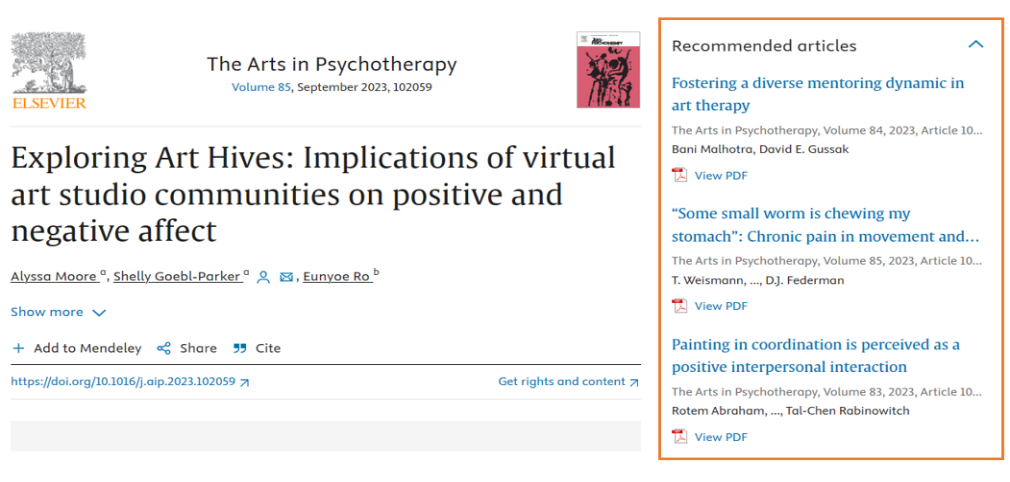 ELSEVIER
The Arts in Psychotherapy
Volume 85, September 2023, 102059
Exploring Art Hives: Implications of virtual
art studio communities on positive and
negative affect
Alyssa Moore a, Shelly Goebl-Parker a , Eunyoe Ro b
Show more
Add to Mendeley Share Cite
https://doi.org/10.1016/j.aip.2023.102059
Get rights and content
Recommended articles
Fostering a diverse mentoring dynamic in
art therapy
The Arts in Psychotherapy, Volume 84, 2023, Article 10...
Bani Malhotra, David E. Gussak
View PDF
“Some small worm is chewing my
stomach”: Chronic pain in movement and...
The Arts in Psychotherapy, Volume 85, 2023, Article 10...
T. Weismann, ..., D.J. Federman
View PDF
Painting in coordination is perceived as a
positive interpersonal interaction
The Arts in Psychotherapy, Volume 83, 2023, Article 10...
Rotem Abraham, ..., Tal-Chen Rabinowitch
View PDF